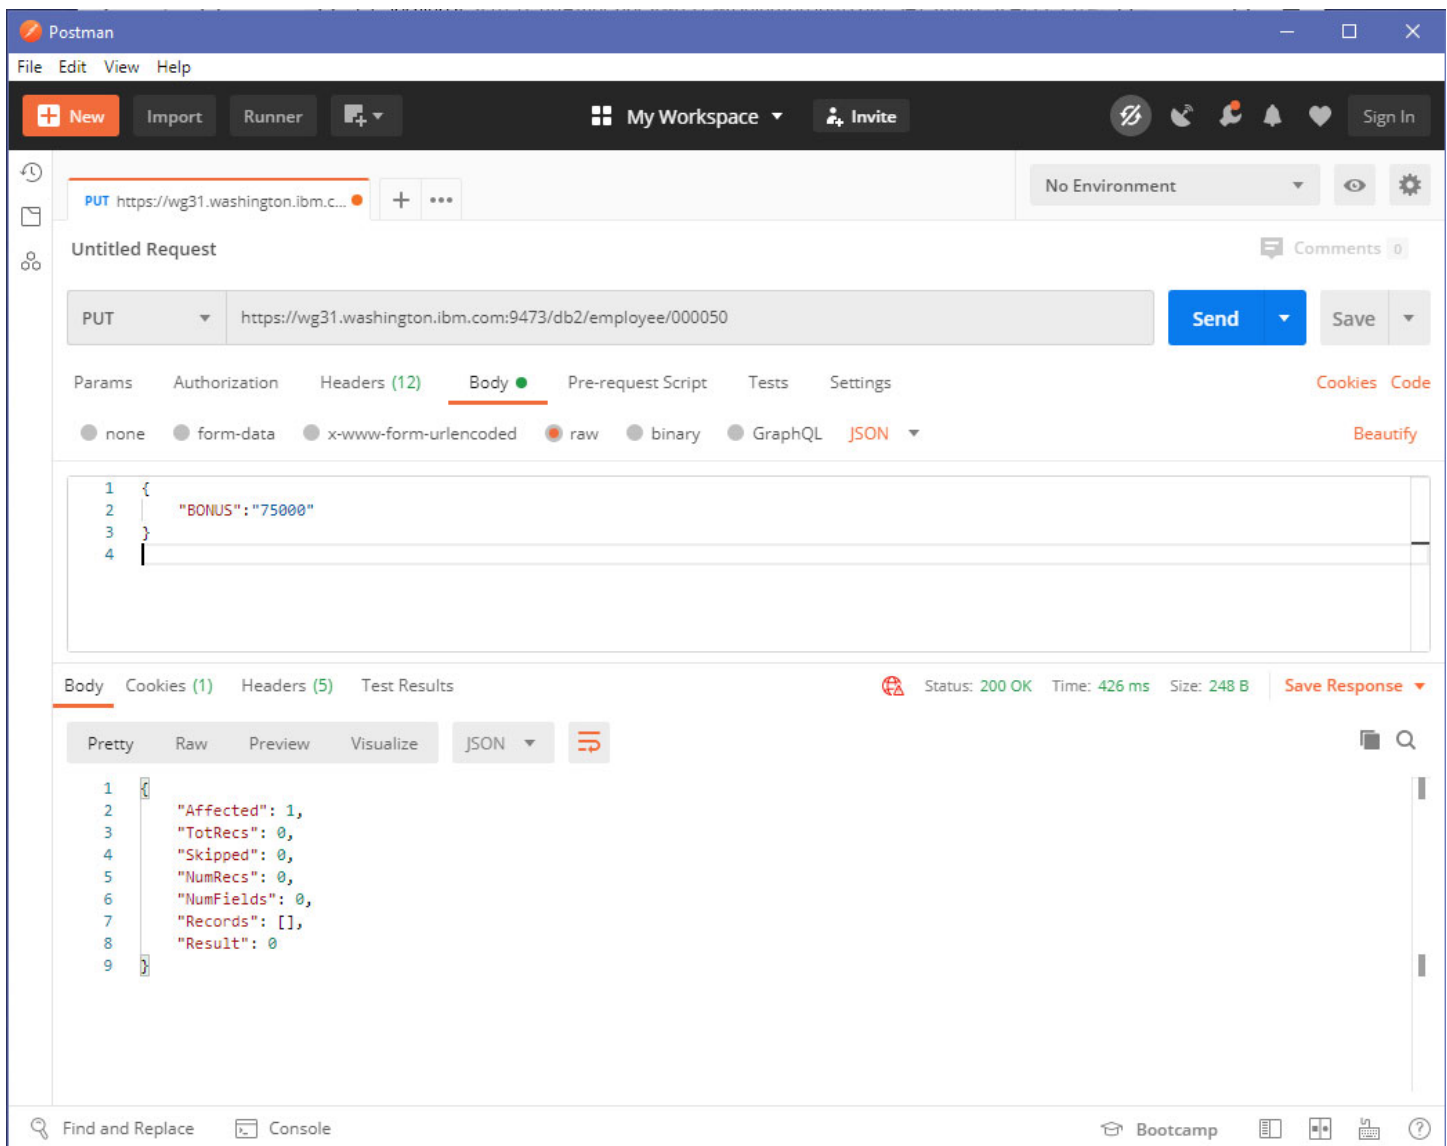 Postman
File Edit View Help
New Import Runner My Workspace Invite Sign In
PUT https://wg31.washington.ibm.c... No Environment
Untitled Request Comments 0
PUT https://wg31.washington.ibm.com:9473/db2/employee/000050 Send Save
Params Authorization Headers (12) Body Pre-request Script Tests Settings Cookies Code
none form-data x-www-form-urlencoded raw binary GraphQL JSON Beautify
1 {
2 "BONUS":"75000"
3 }
4
Body Cookies (1) Headers (5) Test Results Status: 200 OK Time: 426 ms Size: 248 B Save Response
Pretty Raw Preview Visualize JSON
1 {
2 "Affected": 1,
3 "TotRecs": 0,
4 "Skipped": 0,
5 "NumRecs": 0,
6 "NumFields": 0,
7 "Records": [],
8 "Result": 0
9 }
Find and Replace Console Bootcamp